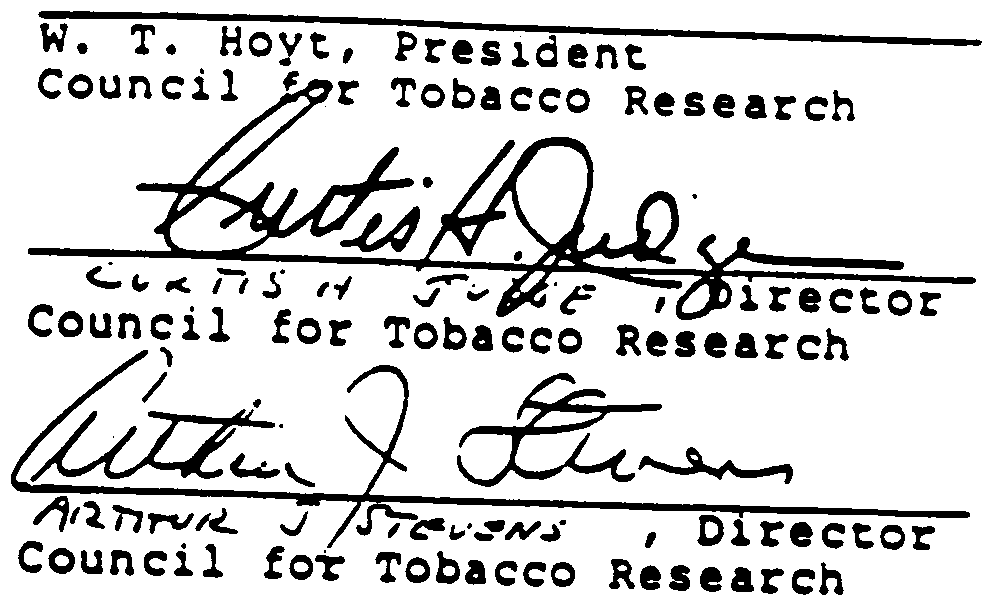 W. T. Hoyt, President
Council for Tobacco Research
Curtis H. Judge
CURTIS H JUDGE , Director
Council for Tobacco Research
Arthur J Stevens
ARTHUR J STEVENS , Director
Council for Tobacco Research